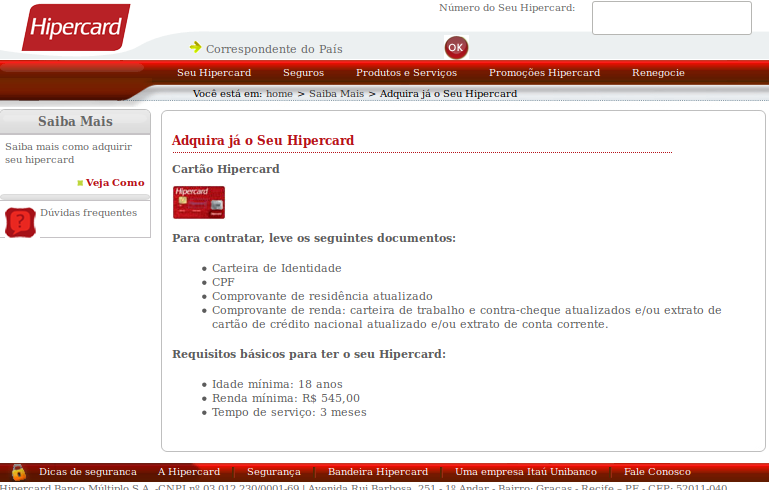 Hipercard
Número do Seu Hipercard:
Correspondente do País
OK
Seu Hipercard Seguros Produtos e Serviços Promoções Hipercard Renegocie
Você está em: home > Saiba Mais > Adquira já o Seu Hipercard
Saiba Mais
Saiba mais como adquirir
seu hipercard
Veja Como
?
Dúvidas frequentes
Adquira já o Seu Hipercard
Cartão Hipercard
Hipercard
Para contratar, leve os seguintes documentos:
Carteira de Identidade
CPF
Comprovante de residência atualizado
Comprovante de renda: carteira de trabalho e contra-cheque atualizados e/ou extrato de
cartão de crédito nacional atualizado e/ou extrato de conta corrente.
Requisitos básicos para ter o seu Hipercard:
Idade mínima: 18 anos
Renda mínima: R$ 545,00
Tempo de serviço: 3 meses
Dicas de seguranca A Hipercard | Segurança | Bandeira Hipercard | Uma empresa Itaú Unibanco | Fale Conosco
Hipercard Banco Múltiplo S.A. -CNPJ nº 03.012.230/0001-69 | Avenida Rui Barbosa, 251 - 1º Andar - Bairro: Graças - Recife – PE - CEP: 52011-040